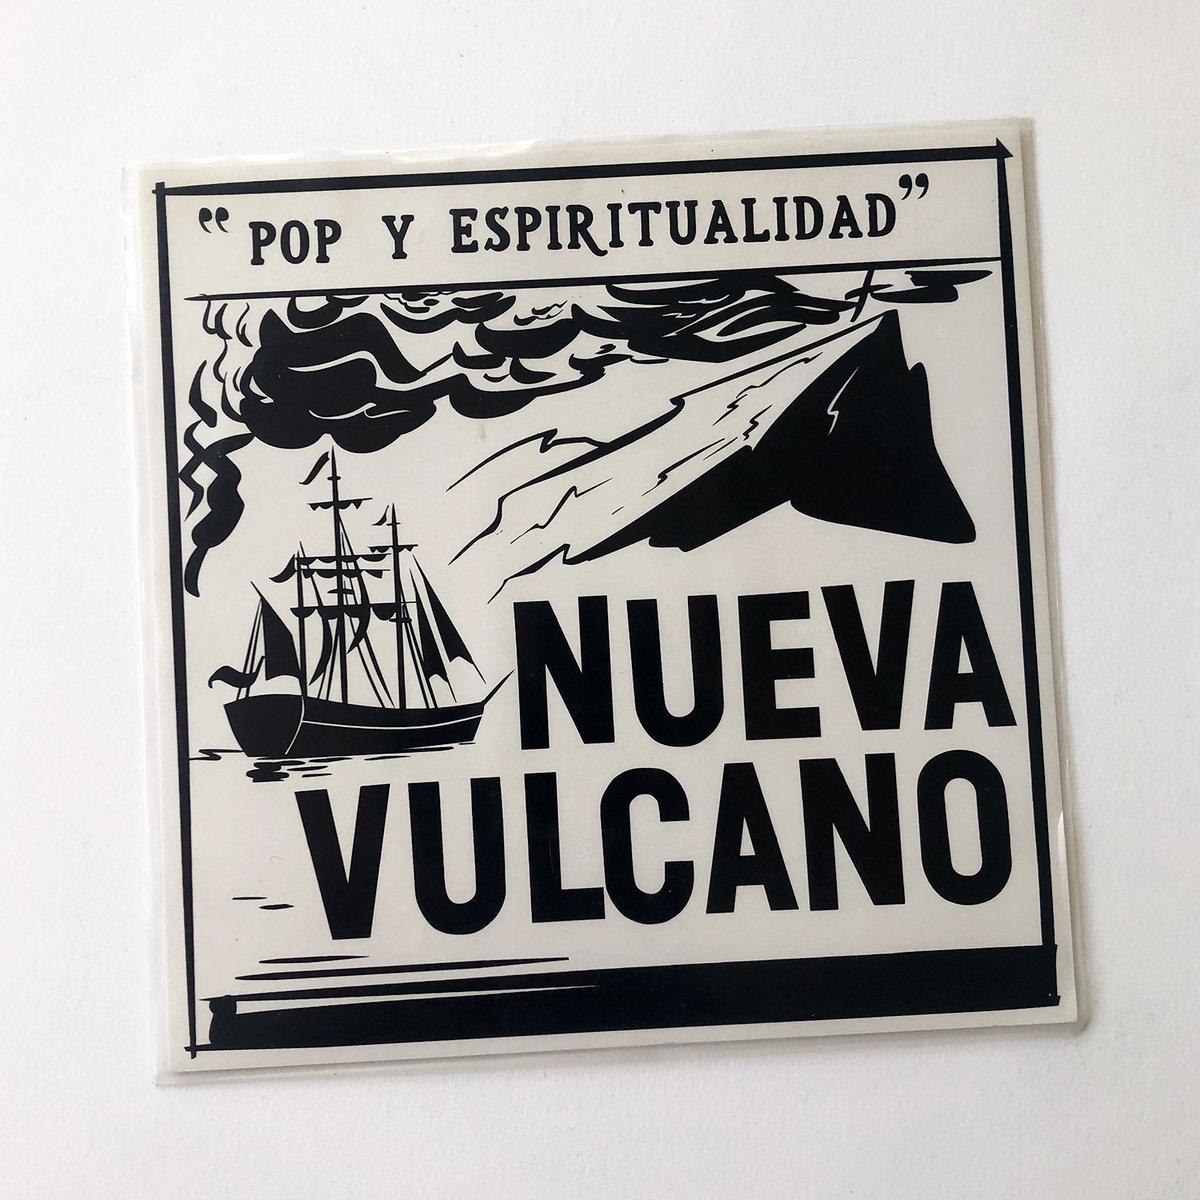 “POP Y ESPIRITUALIDAD”
NUEVA
VULCANO